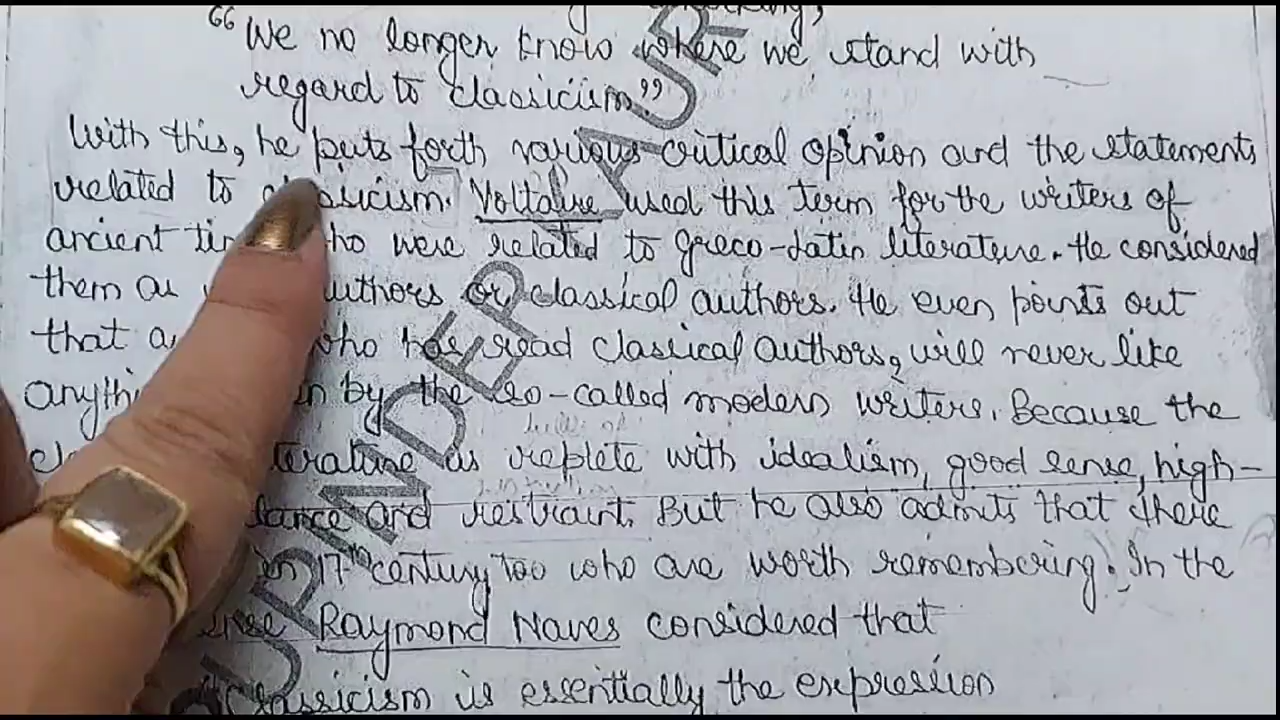 “We no longer know where we stand with
regard to classicism.”
With this, he puts forth various critical opinion and the statements
related to classicism. Voltaire used this term for the writers of
ancient who were related to Greco-Latin literature. He considered
them as authors or classical authors. He even points out
that who has read classical authors, will never like
by the so-called modern writers. Because the
is replete with idealism, good sense, high-
and restraint. But he also admits that there
in 17th century too who are worth remembering. In the
Raymond Naves considered that
Classicism is essentially the expression